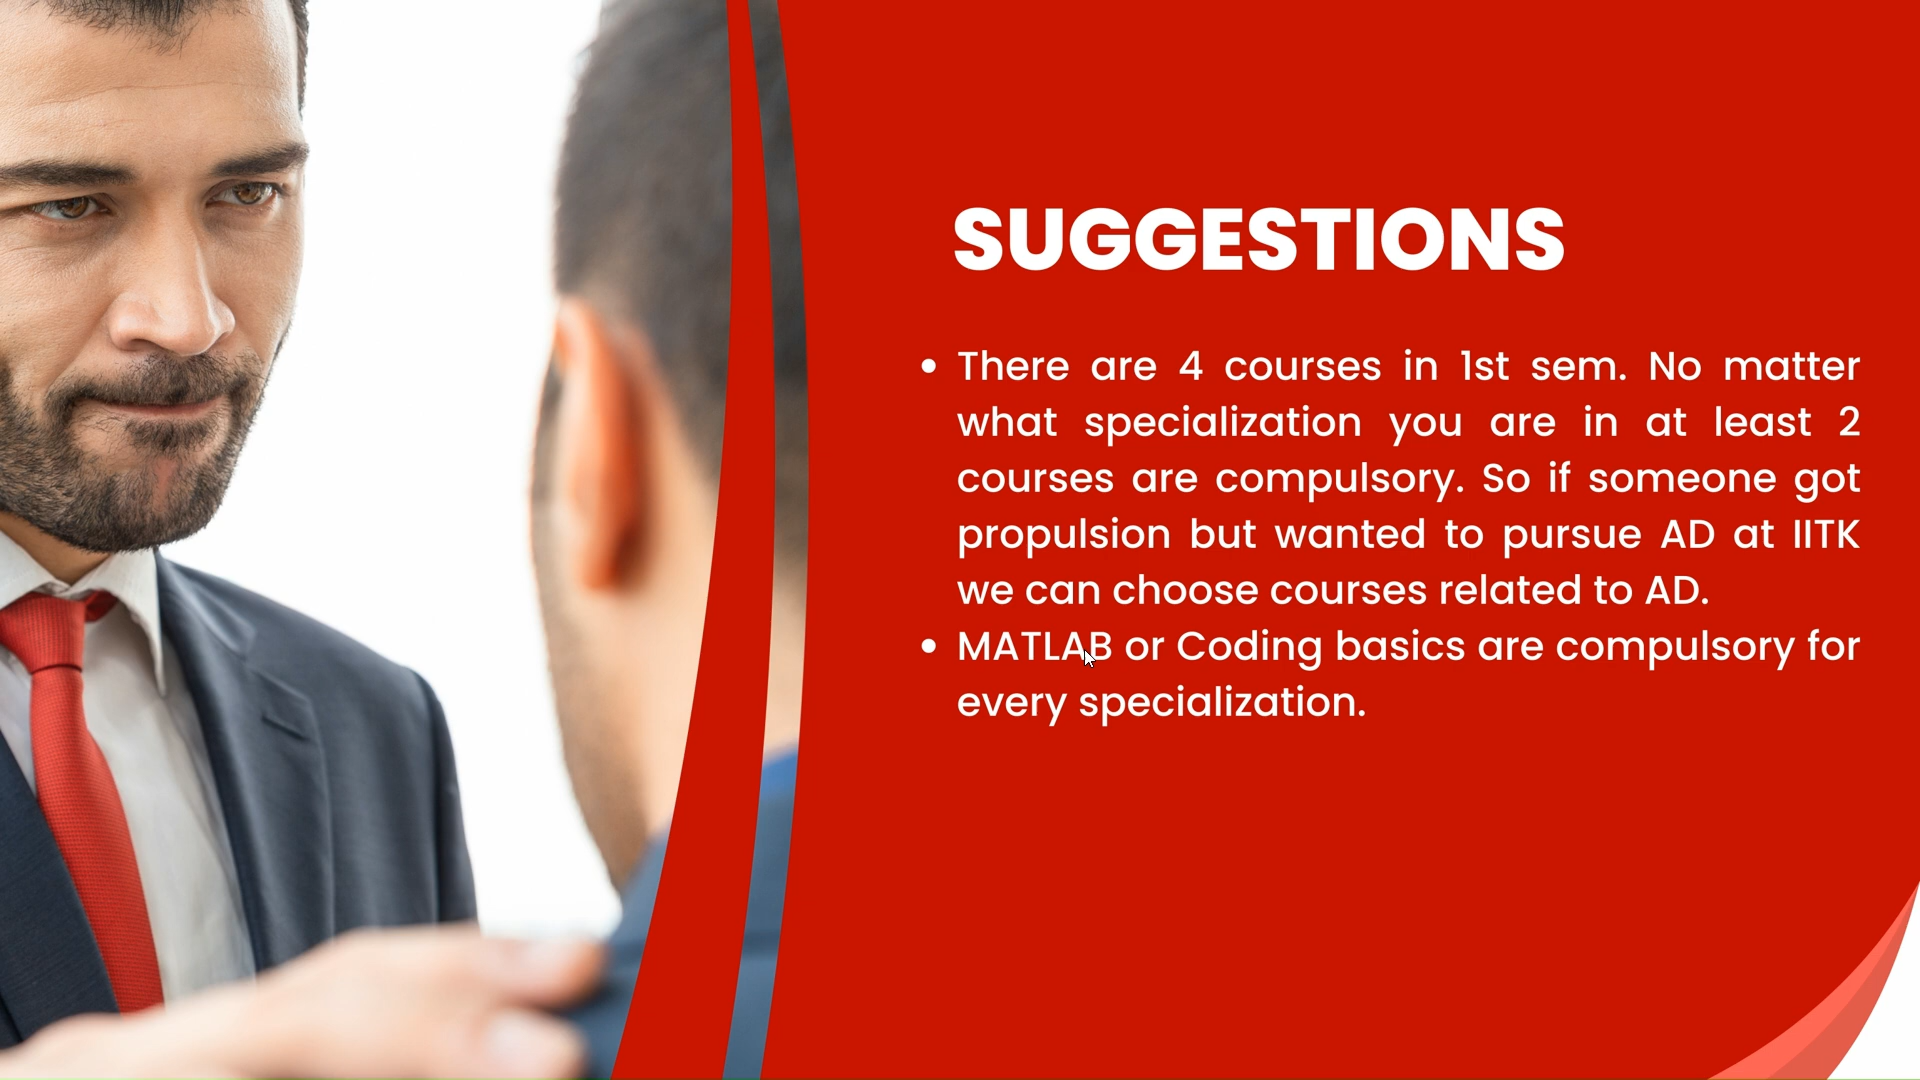 SUGGESTIONS
• There are 4 courses in 1st sem. No matter
what specialization you are in at least 2
courses are compulsory. So if someone got
propulsion but wanted to pursue AD at IITK
we can choose courses related to AD.
• MATLAB or Coding basics are compulsory for
every specialization.